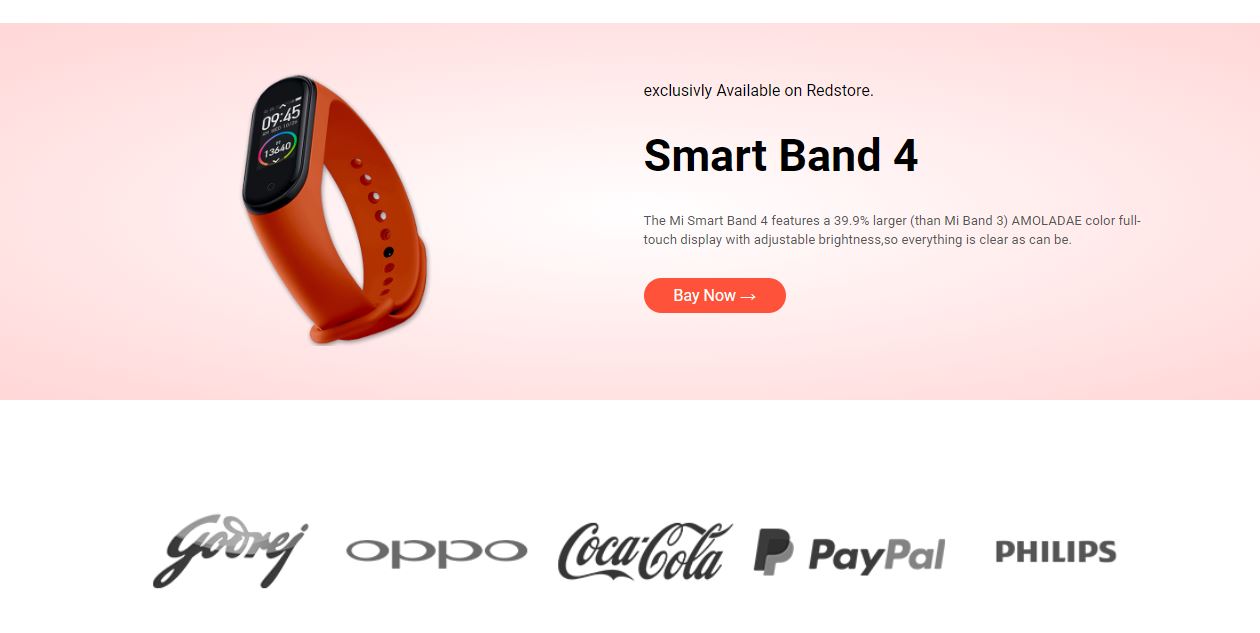 exclusivly Available on Redstore.
Smart Band 4
The Mi Smart Band 4 features a 39.9% larger (than Mi Band 3) AMOLADAE color full-
touch display with adjustable brightness,so everything is clear as can be.
Bay Now →
09:45
13640
Godrej
oppo
Coca-Cola
PayPal
PHILIPS